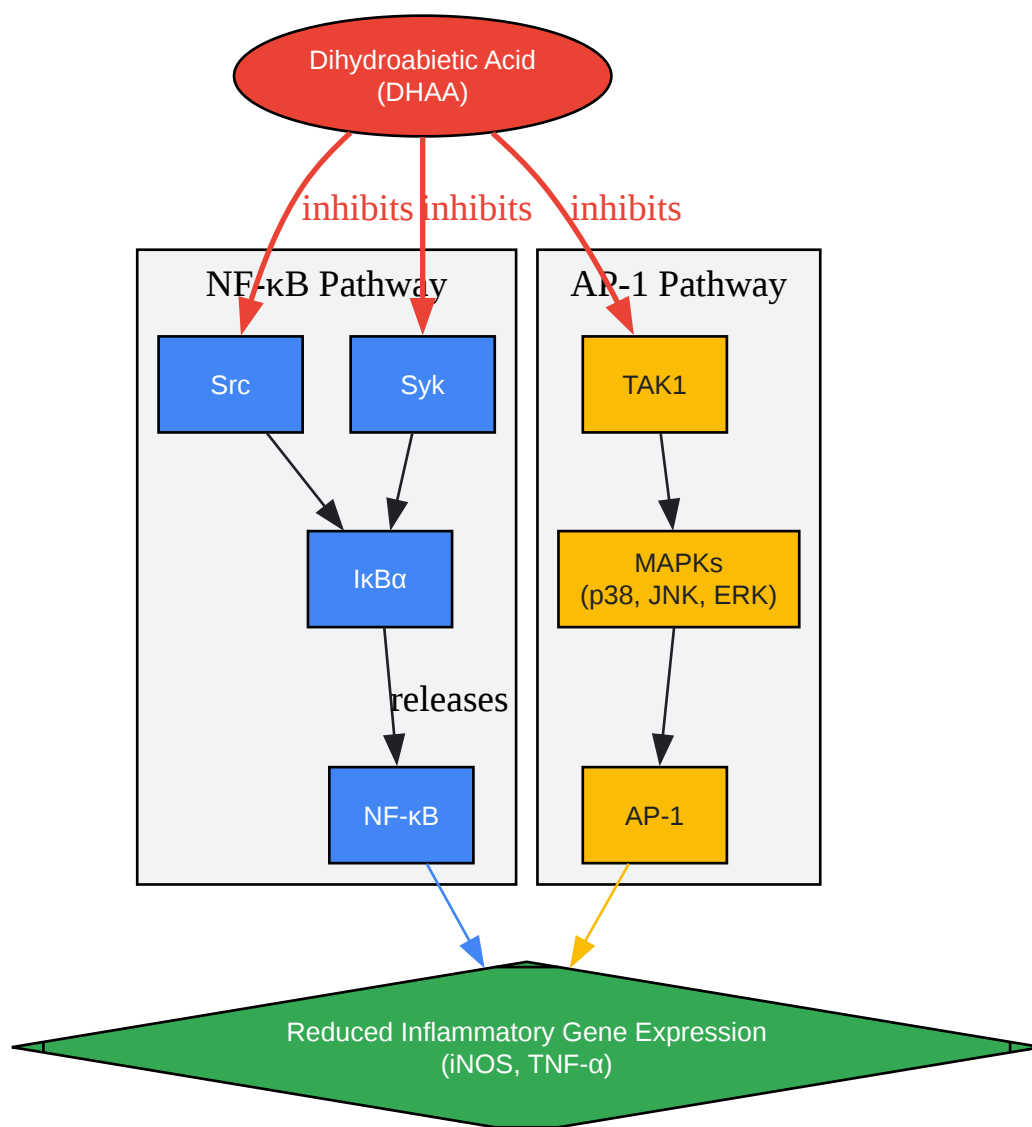 Dihydroabietic Acid
(DHAA)
inhibits
inhibits
inhibits
NF-κB Pathway
AP-1 Pathway
Src
Syk
TAK1
IκBα
MAPKs
(p38, JNK, ERK)
releases
NF-κB
AP-1
Reduced Inflammatory Gene Expression
(iNOS, TNF-α)